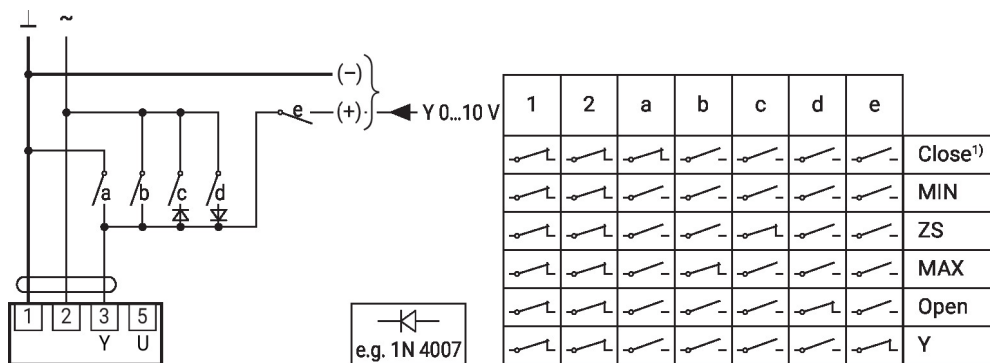 ⊥ ~
(–)
e (+) Y 0...10 V
a b c d
1 2 3 5
Y U
e.g. 1N 4007
1 2 a b c d e
Close¹⁾
MIN
ZS
MAX
Open
Y